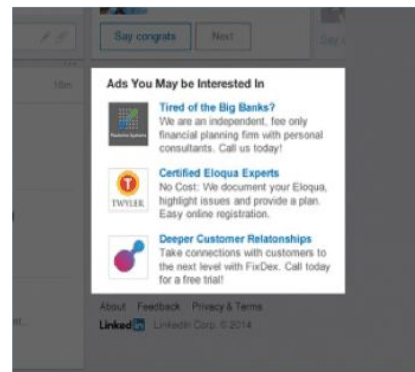 Say congrats Next
10m
Ads You May be Interested In
Tired of the Big Banks?
We are an independent, fee only
financial planning firm with personal
consultants. Call us today!
Certified Eloqua Experts
No Cost: We document your Eloqua,
highlight issues and provide a plan.
Easy online registration.
TWYLER
Deeper Customer Relatonships
Take connections with customers to
the next level with FixDex. Call today
for a free trial!
About Feedback Privacy & Terms
Linked in LinkedIn Corp. © 2014